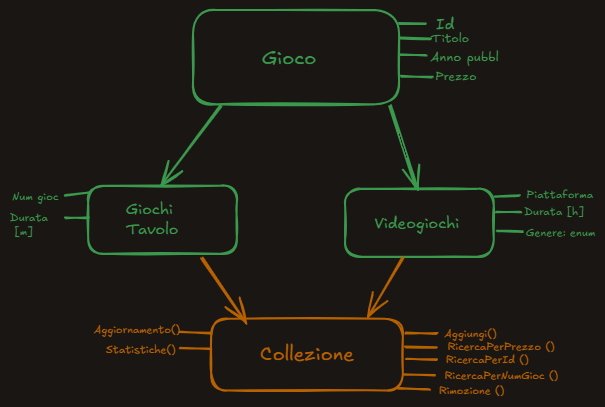 Gioco
Id
Titolo
Anno pubbl
Prezzo
Num gioc
Durata
[m]
Giochi
Tavolo
Videogiochi
Piattaforma
Durata [h]
Genere: enum
Aggiornamento()
Statistiche()
Collezione
Aggiungi()
RicercaPerPrezzo ()
RicercaPerId ()
RicercaPerNumGioc ()
Rimozione ()